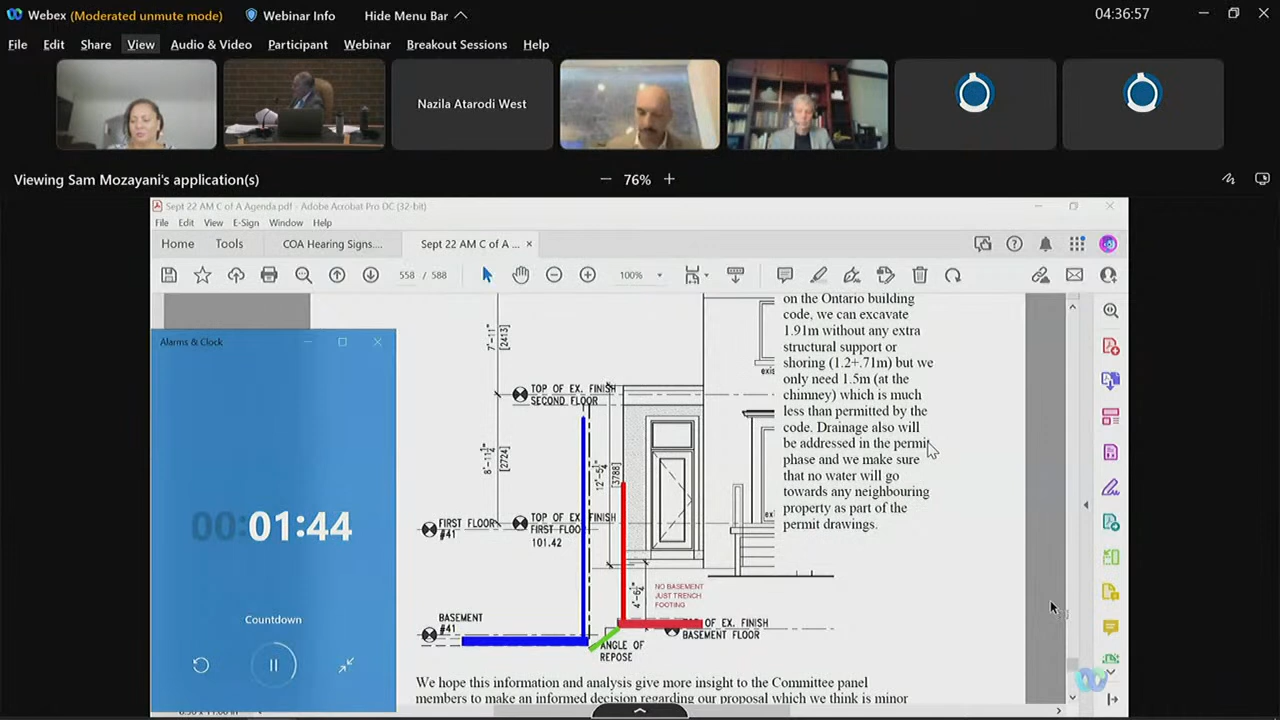 Webex (Moderated unmute mode) Webinar Info Hide Menu Bar 04:36:57
File Edit Share View Audio & Video Participant Webinar Breakout Sessions Help
Nazila Atarodi West
Viewing Sam Mozayani's application(s) 76%
Sept 22 AM C of A Agenda.pdf - Adobe Acrobat Pro DC (32-bit)
File Edit View E-Sign Window Help
Home Tools COA Hearing Signs.... Sept 22 AM C of A ... ×
558 / 588 100%
on the Ontario building
code, we can excavate
1.91m without any extra
structural support or
shoring (1.2+.71m) but we
only need 1.5m (at the
chimney) which is much
less than permitted by the
code. Drainage also will
be addressed in the permit
phase and we make sure
that no water will go
towards any neighbouring
property as part of the
permit drawings.
Alarms & Clock
00:01:44
Countdown
7'-11"
[2413]
TOP OF EX. FINISH
SECOND FLOOR
8'-11½"
[2724]
[3788]
TOP OF EX. FINISH
FIRST FLOOR
101.42
FIRST FLOOR
#41
NO BASEMENT
JUST TRENCH
FOOTING
BASEMENT
#41
OF EX. FINISH
BASEMENT FLOOR
ANGLE OF
REPOSE
We hope this information and analysis give more insight to the Committee panel
members to make an informed decision regarding our proposal which we think is minor